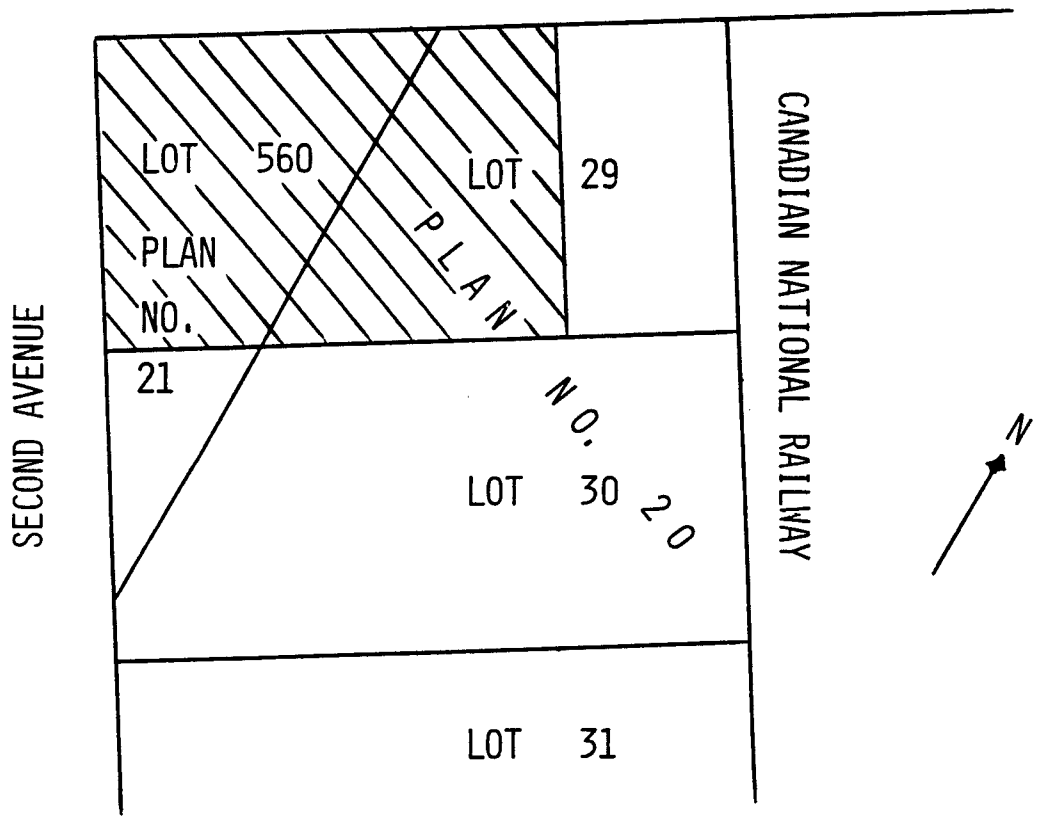 LOT 560
PLAN
NO.
21
LOT 29
PLAN
NO. 20
LOT 30
LOT 31
SECOND AVENUE
CANADIAN NATIONAL RAILWAY
N